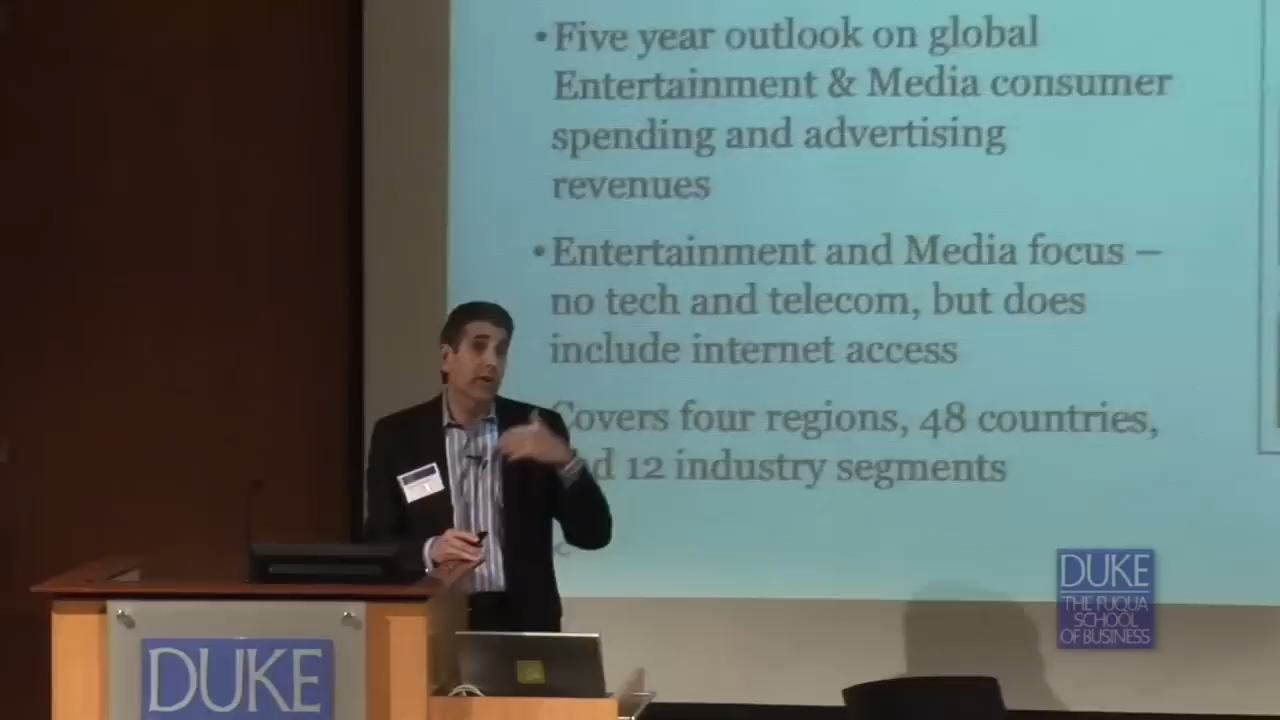 •Five year outlook on global
Entertainment & Media consumer
spending and advertising
revenues
•Entertainment and Media focus –
no tech and telecom, but does
include internet access
Covers four regions, 48 countries,
12 industry segments
DUKE
THE FUQUA
SCHOOL
OF BUSINESS
DUKE